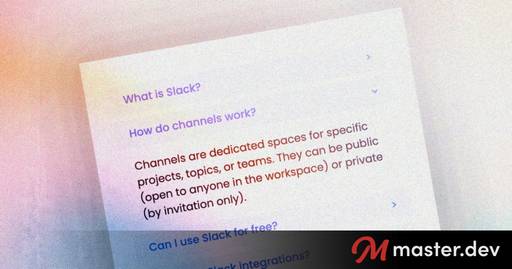 What is Slack?
How do channels work?
Channels are dedicated spaces for specific
projects, topics, or teams. They can be public
(open to anyone in the workspace) or private
(by invitation only).
Can I use Slack for free?
Slack integrations?
master.dev